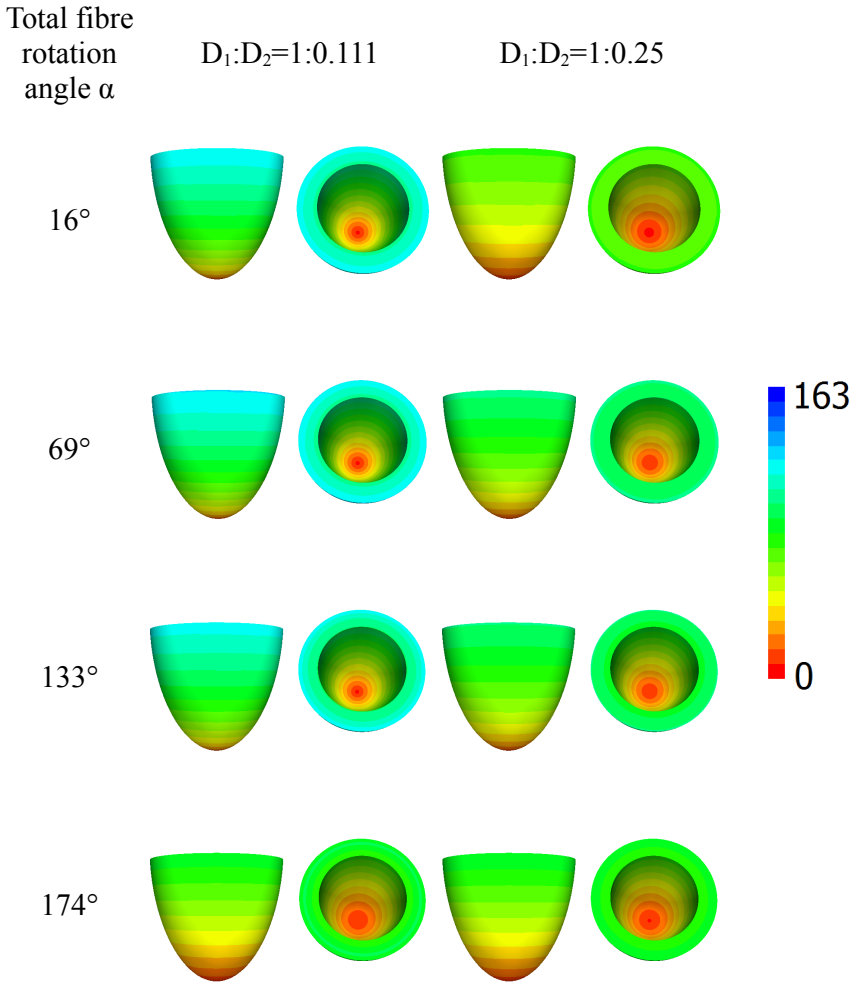 Total fibre
rotation
angle α
D₁:D₂=1:0.111
D₁:D₂=1:0.25
16°
69°
163
133°
0
174°